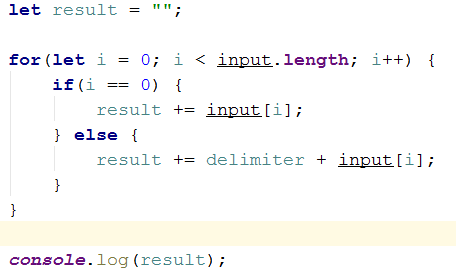 let result = "";
for(let i = 0; i < input.length; i++) {
    if(i == 0) {
        result += input[i];
    } else {
        result += delimiter + input[i];
    }
}
console.log(result);